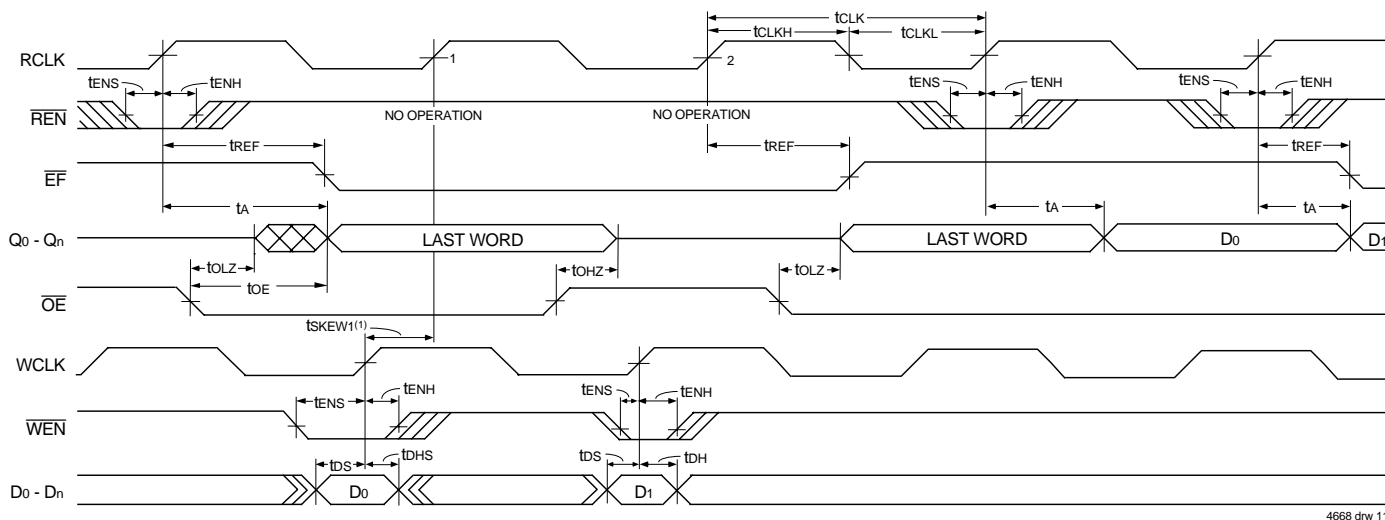 tCLK
tCLKH tCLKL
RCLK 1 2
tENS tENH tENS tENH tENS tENH
REN NO OPERATION NO OPERATION
tREF tREF tREF
EF
tA tA tA
Q0 - Qn LAST WORD LAST WORD D0 D1
tOLZ tOHZ tOLZ
tOE
OE
tSKEW1(1)
WCLK
tENS tENH tENS tENH
WEN
tDS tDHS tDS tDH
D0 - Dn D0 D1
4668 drw 11